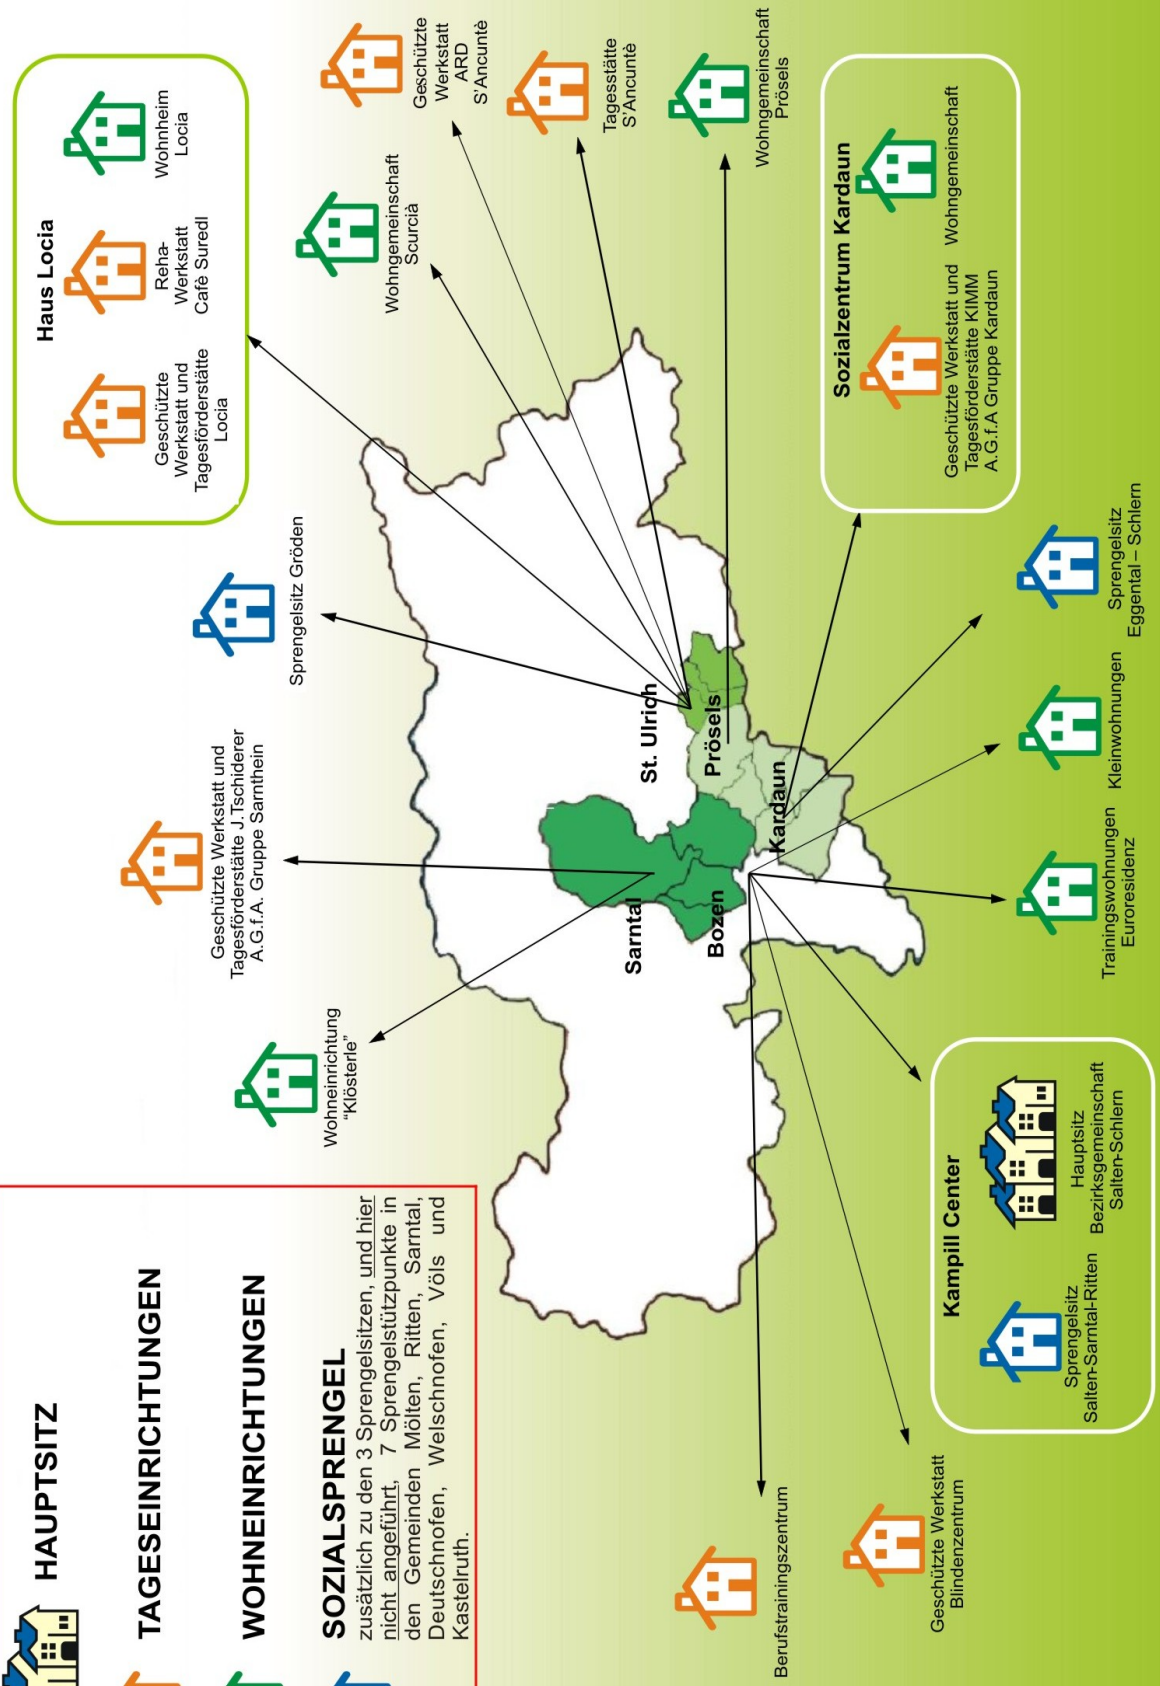 HAUPTSITZ
TAGESEINRICHTUNGEN
WOHNEINRICHTUNGEN
SOZIALSPRENGEL
zusätzlich zu den 3 Sprengelsitzen, und hier
nicht angeführt, 7 Sprengelstützpunkte in
den Gemeinden Mölten, Ritten, Sarntal,
Deutschnofen, Welschnofen, Völs und
Kastelruth.
Wohneinrichtung
“Klösterle”
Geschützte Werkstatt und
Tagesförderstätte J.Tschiderer
A.G.f.A. Gruppe Sarnthein
Sprengelsitz Gröden
Haus Locia
Geschützte
Werkstatt und
Tagesförderstätte
Locia
Reha-
Werkstatt
Cafè Suredl
Wohnheim
Locia
Wohngemeinschaft
Scurcià
Geschützte
Werkstatt
ARD
S’Ancuntè
Tagesstätte
S’Ancuntè
Wohngemeinschaft
Prösels
Sarntal
Bozen
St. Ulrich
Prösels
Kardaun
Sozialzentrum Kardaun
Geschützte Werkstatt und
Tagesförderstätte KIMM
A.G.f.A Gruppe Kardaun
Wohngemeinschaft
Berufstrainingszentrum
Geschützte Werkstatt
Blindenzentrum
Kampill Center
Sprengelsitz
Salten-Sarntal-Ritten
Hauptsitz
Bezirksgemeinschaft
Salten-Schlern
Trainingswohnungen
Euroresidenz
Kleinwohnungen
Sprengelsitz
Eggental – Schlern